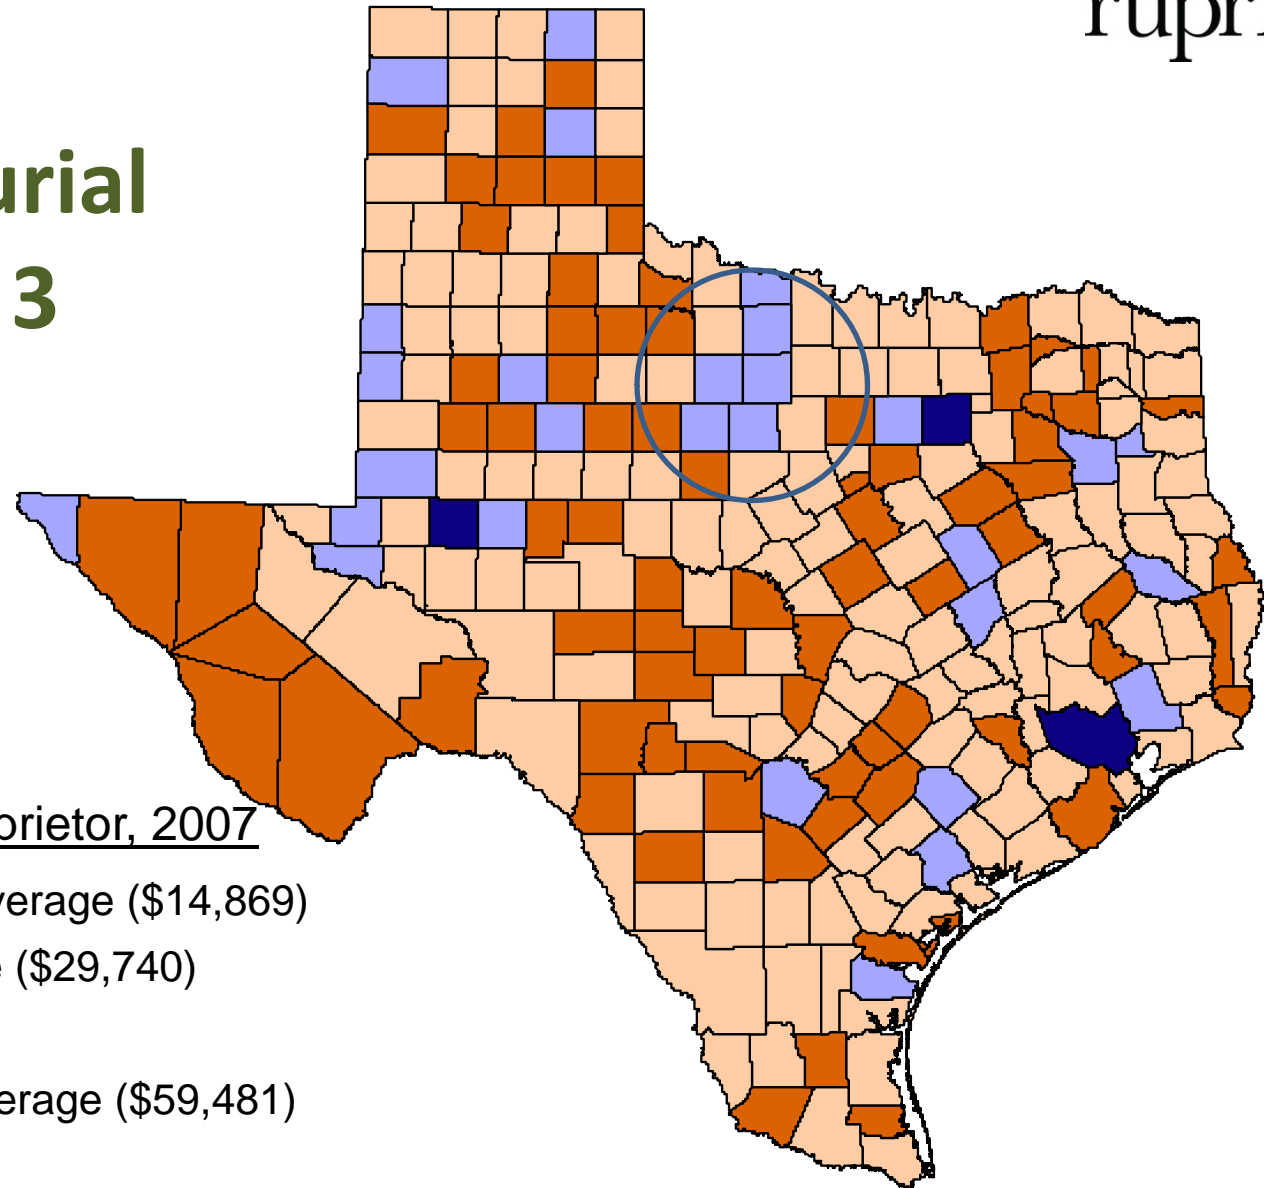 rupri
urial
3
orietor, 2007
verage ($14,869)
e ($29,740)
erage ($59,481)